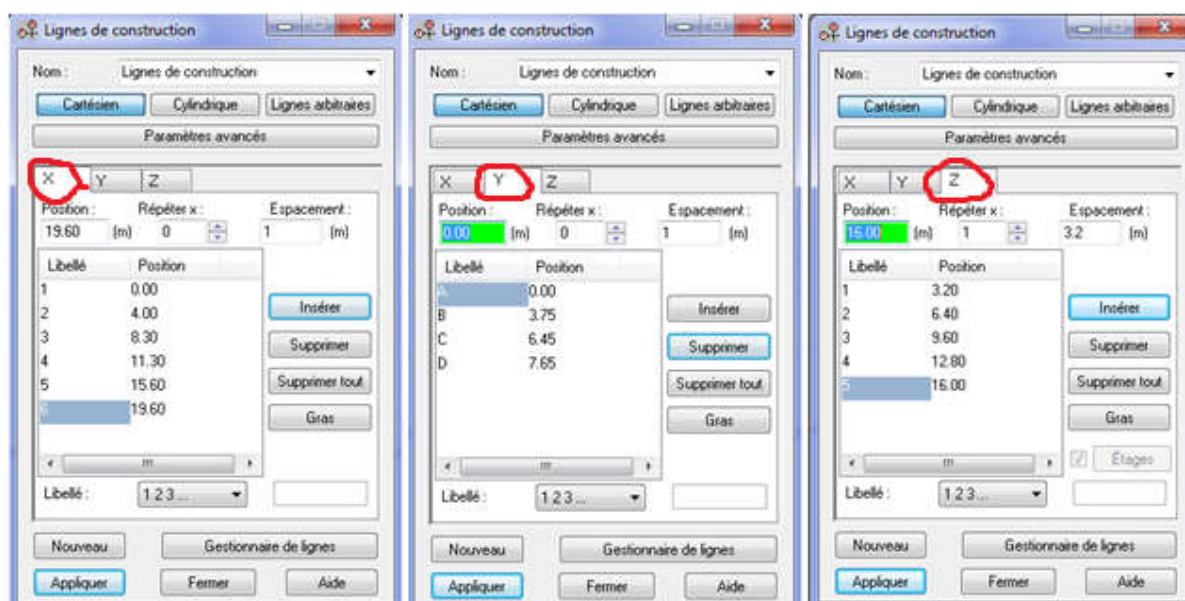 Lignes de construction
Nom : Lignes de construction
Cartésien Cylindrique Lignes arbitraires
Paramètres avancés
X Y Z
Position : Répéter x : Espacement :
19.60 (m) 0 1 (m)
Libellé Position
1 0.00
2 4.00
3 8.30
4 11.30
5 15.60
6 19.60
Insérer
Supprimer
Supprimer tout
Gras
Libellé : 1 2 3 ...
Nouveau Gestionnaire de lignes
Appliquer Fermer Aide
Lignes de construction
Nom : Lignes de construction
Cartésien Cylindrique Lignes arbitraires
Paramètres avancés
X Y Z
Position : Répéter x : Espacement :
0.00 (m) 0 1 (m)
Libellé Position
A 0.00
B 3.75
C 6.45
D 7.65
Insérer
Supprimer
Supprimer tout
Gras
Libellé : 1 2 3 ...
Nouveau Gestionnaire de lignes
Appliquer Fermer Aide
Lignes de construction
Nom : Lignes de construction
Cartésien Cylindrique Lignes arbitraires
Paramètres avancés
X Y Z
Position : Répéter x : Espacement :
16.00 (m) 1 3.2 (m)
Libellé Position
1 3.20
2 6.40
3 9.60
4 12.80
5 16.00
Insérer
Supprimer
Supprimer tout
Gras
Étages
Libellé : 1 2 3 ...
Nouveau Gestionnaire de lignes
Appliquer Fermer Aide